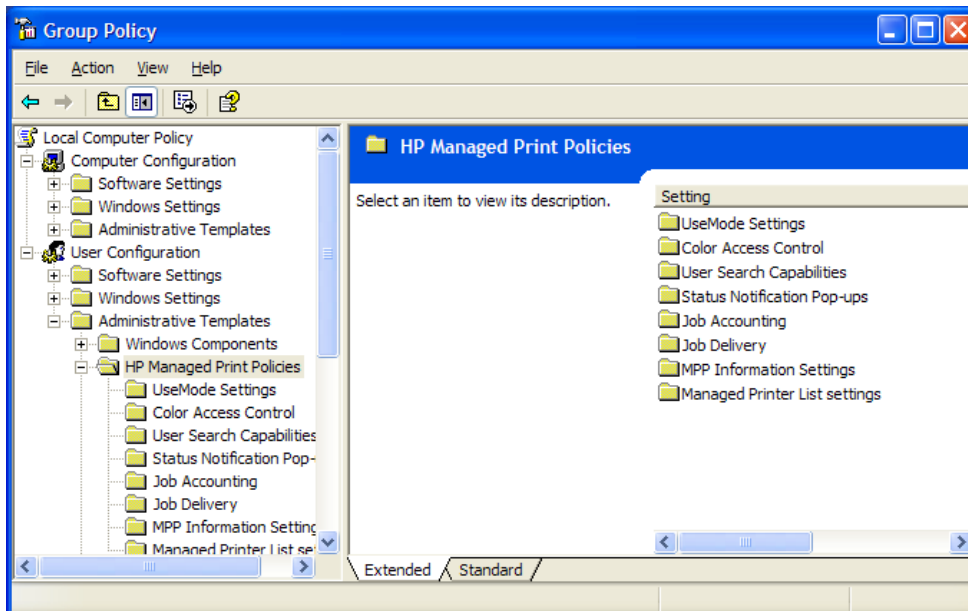 Group Policy
File Action View Help
Local Computer Policy
Computer Configuration
Software Settings
Windows Settings
Administrative Templates
User Configuration
Software Settings
Windows Settings
Administrative Templates
Windows Components
HP Managed Print Policies
UseMode Settings
Color Access Control
User Search Capabilities
Status Notification Pop-
Job Accounting
Job Delivery
MPP Information Setting
Managed Printer List se
HP Managed Print Policies
Select an item to view its description.
Setting
UseMode Settings
Color Access Control
User Search Capabilities
Status Notification Pop-ups
Job Accounting
Job Delivery
MPP Information Settings
Managed Printer List settings
Extended Standard